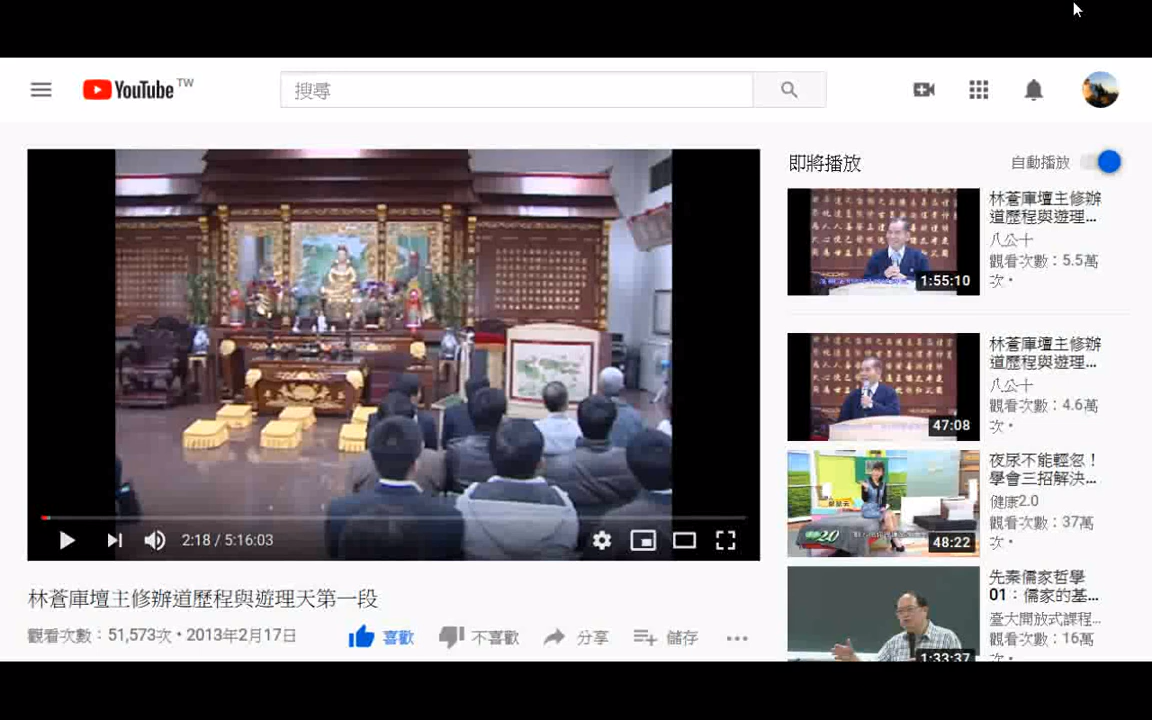 YouTube TW
搜尋
即將播放
自動播放
林蒼庫壇主修辦
道歷程與遊理...
八公十
觀看次數：5.5萬
次•
1:55:10
林蒼庫壇主修辦
道歷程與遊理...
八公十
觀看次數：4.6萬
次•
47:08
夜尿不能輕忽！
學會三招解決...
健康2.0
觀看次數：37萬
次•
48:22
先秦儒家哲學
01：儒家的基...
臺大開放式課程...
觀看次數：16萬
次•
1:33:37
2:18 / 5:16:03
林蒼庫壇主修辦道歷程與遊理天第一段
觀看次數：51,573次 • 2013年2月17日
喜歡
不喜歡
分享
儲存